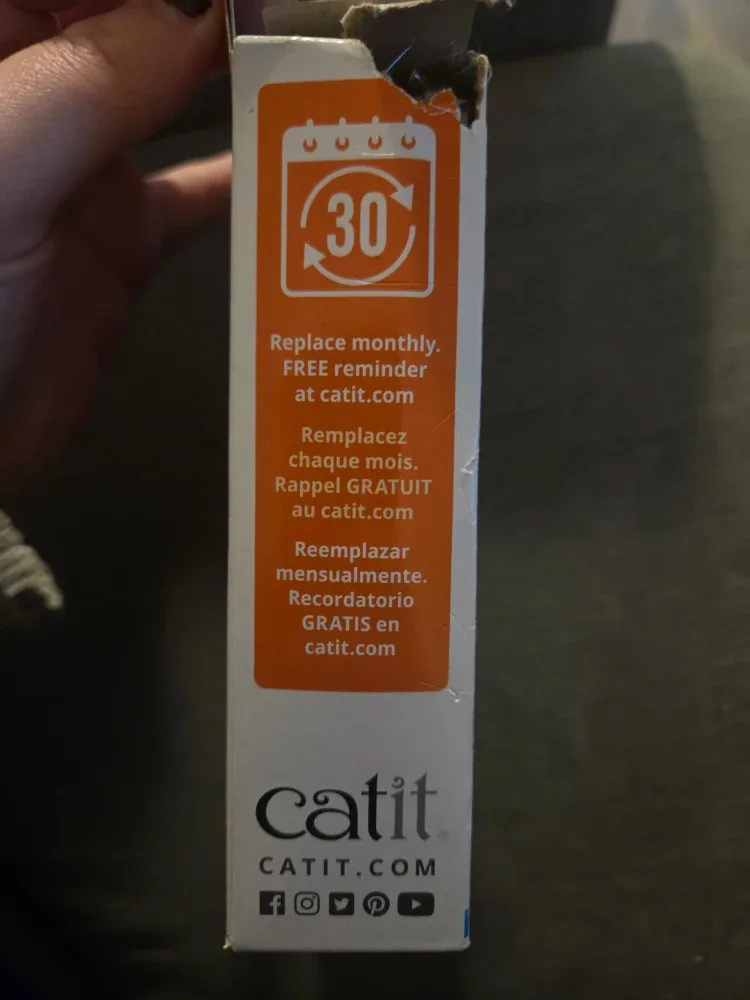 30
Replace monthly.
FREE reminder
at catit.com
Remplacez
chaque mois.
Rappel GRATUIT
au catit.com
Reemplazar
mensualmente.
Recordatorio
GRATIS en
catit.com
catit®
CATIT.COM